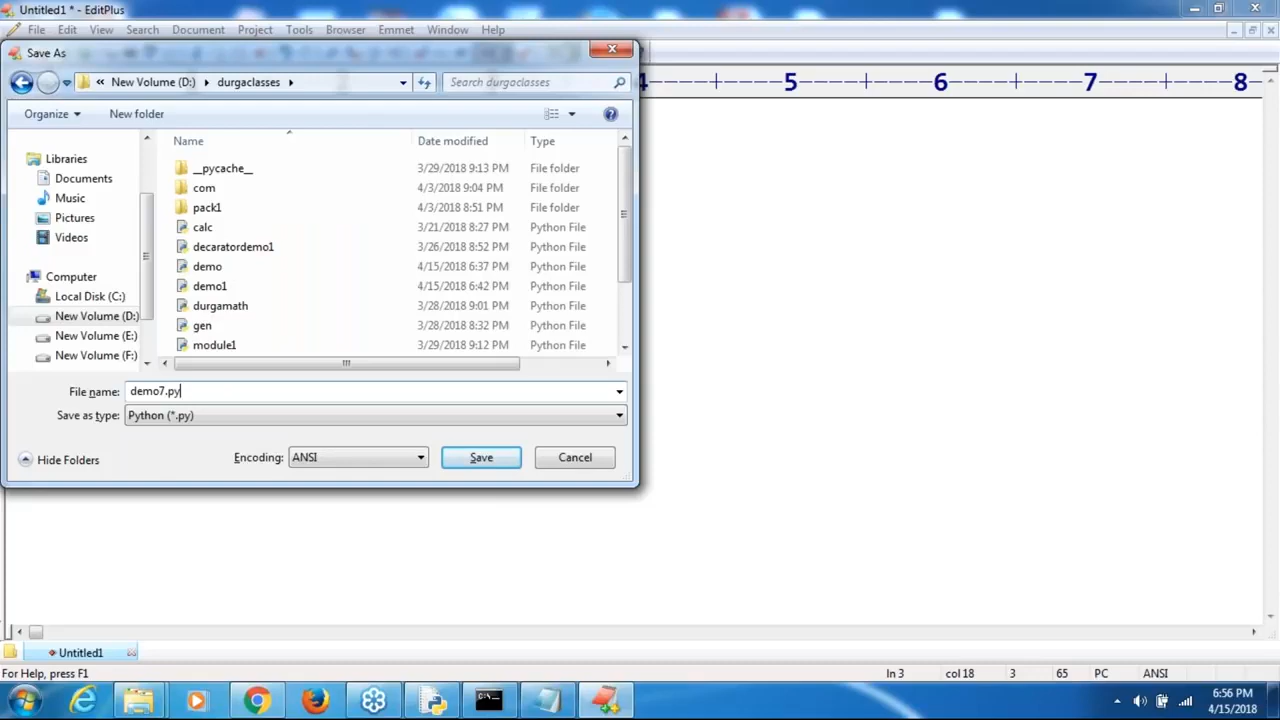 Untitled1 * - EditPlus
File Edit View Search Document Project Tools Browser Emmet Window Help
Save As
« New Volume (D:) durgaclasses Search durgaclasses
Organize New folder
4 5 6 7 8
Name Date modified Type
Libraries
Documents
Music
Pictures
Videos
Computer
Local Disk (C:)
New Volume (D:)
New Volume (E:)
New Volume (F:)
__pycache__ 3/29/2018 9:13 PM File folder
com 4/3/2018 9:04 PM File folder
pack1 4/3/2018 8:51 PM File folder
calc 3/21/2018 8:27 PM Python File
decaratordemo1 3/26/2018 8:52 PM Python File
demo 4/15/2018 6:37 PM Python File
demo1 4/15/2018 6:42 PM Python File
durgamath 3/28/2018 9:01 PM Python File
gen 3/28/2018 8:32 PM Python File
module1 3/29/2018 9:12 PM Python File
File name: demo7.py
Save as type: Python (*.py)
Hide Folders Encoding: ANSI Save Cancel
Untitled1
For Help, press F1 ln 3 col 18 3 65 PC ANSI
6:56 PM
4/15/2018